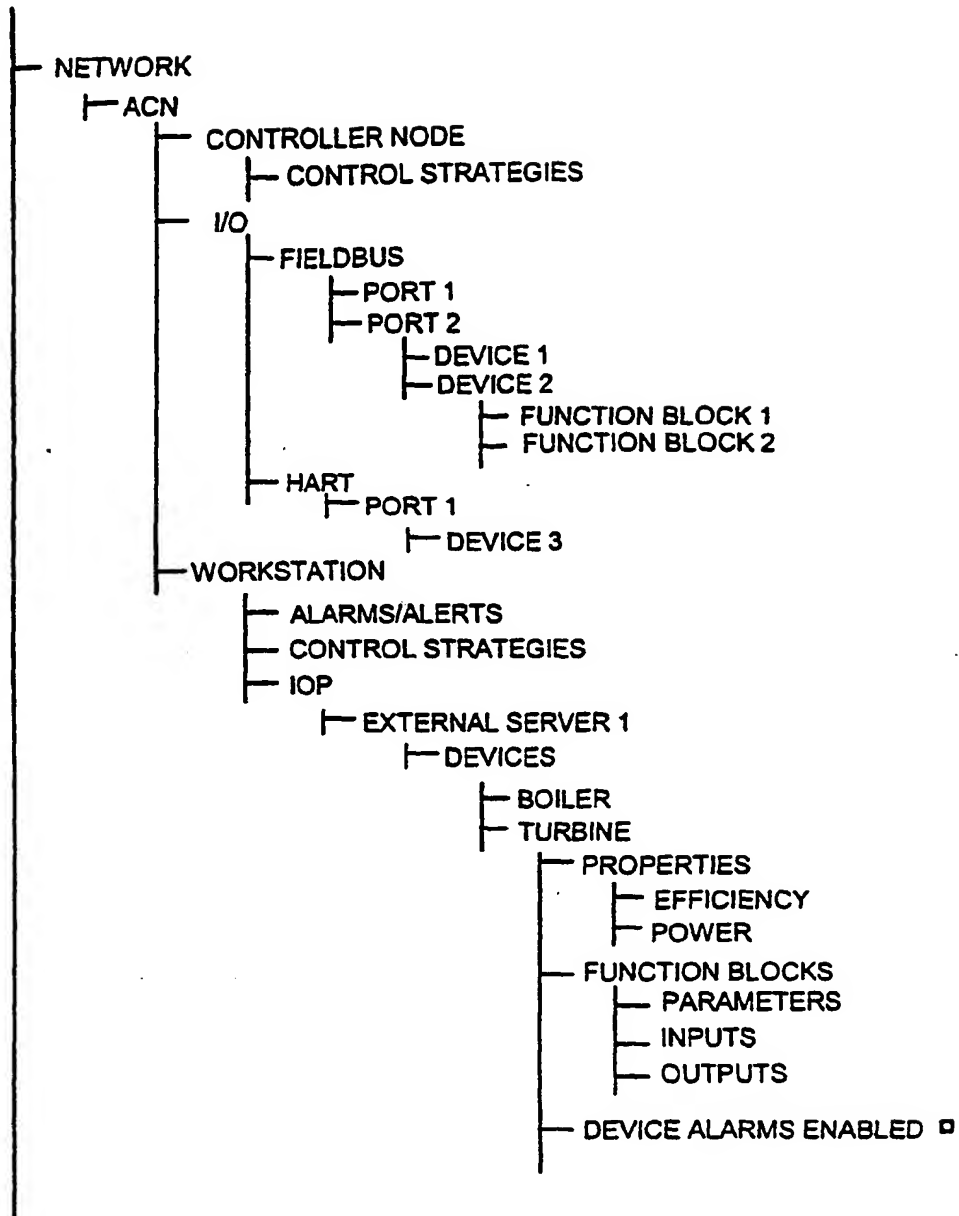 NETWORK
ACN
CONTROLLER NODE
CONTROL STRATEGIES
I/O
FIELDBUS
PORT 1
PORT 2
DEVICE 1
DEVICE 2
FUNCTION BLOCK 1
FUNCTION BLOCK 2
HART
PORT 1
DEVICE 3
WORKSTATION
ALARMS/ALERTS
CONTROL STRATEGIES
IOP
EXTERNAL SERVER 1
DEVICES
BOILER
TURBINE
PROPERTIES
EFFICIENCY
POWER
FUNCTION BLOCKS
PARAMETERS
INPUTS
OUTPUTS
DEVICE ALARMS ENABLED